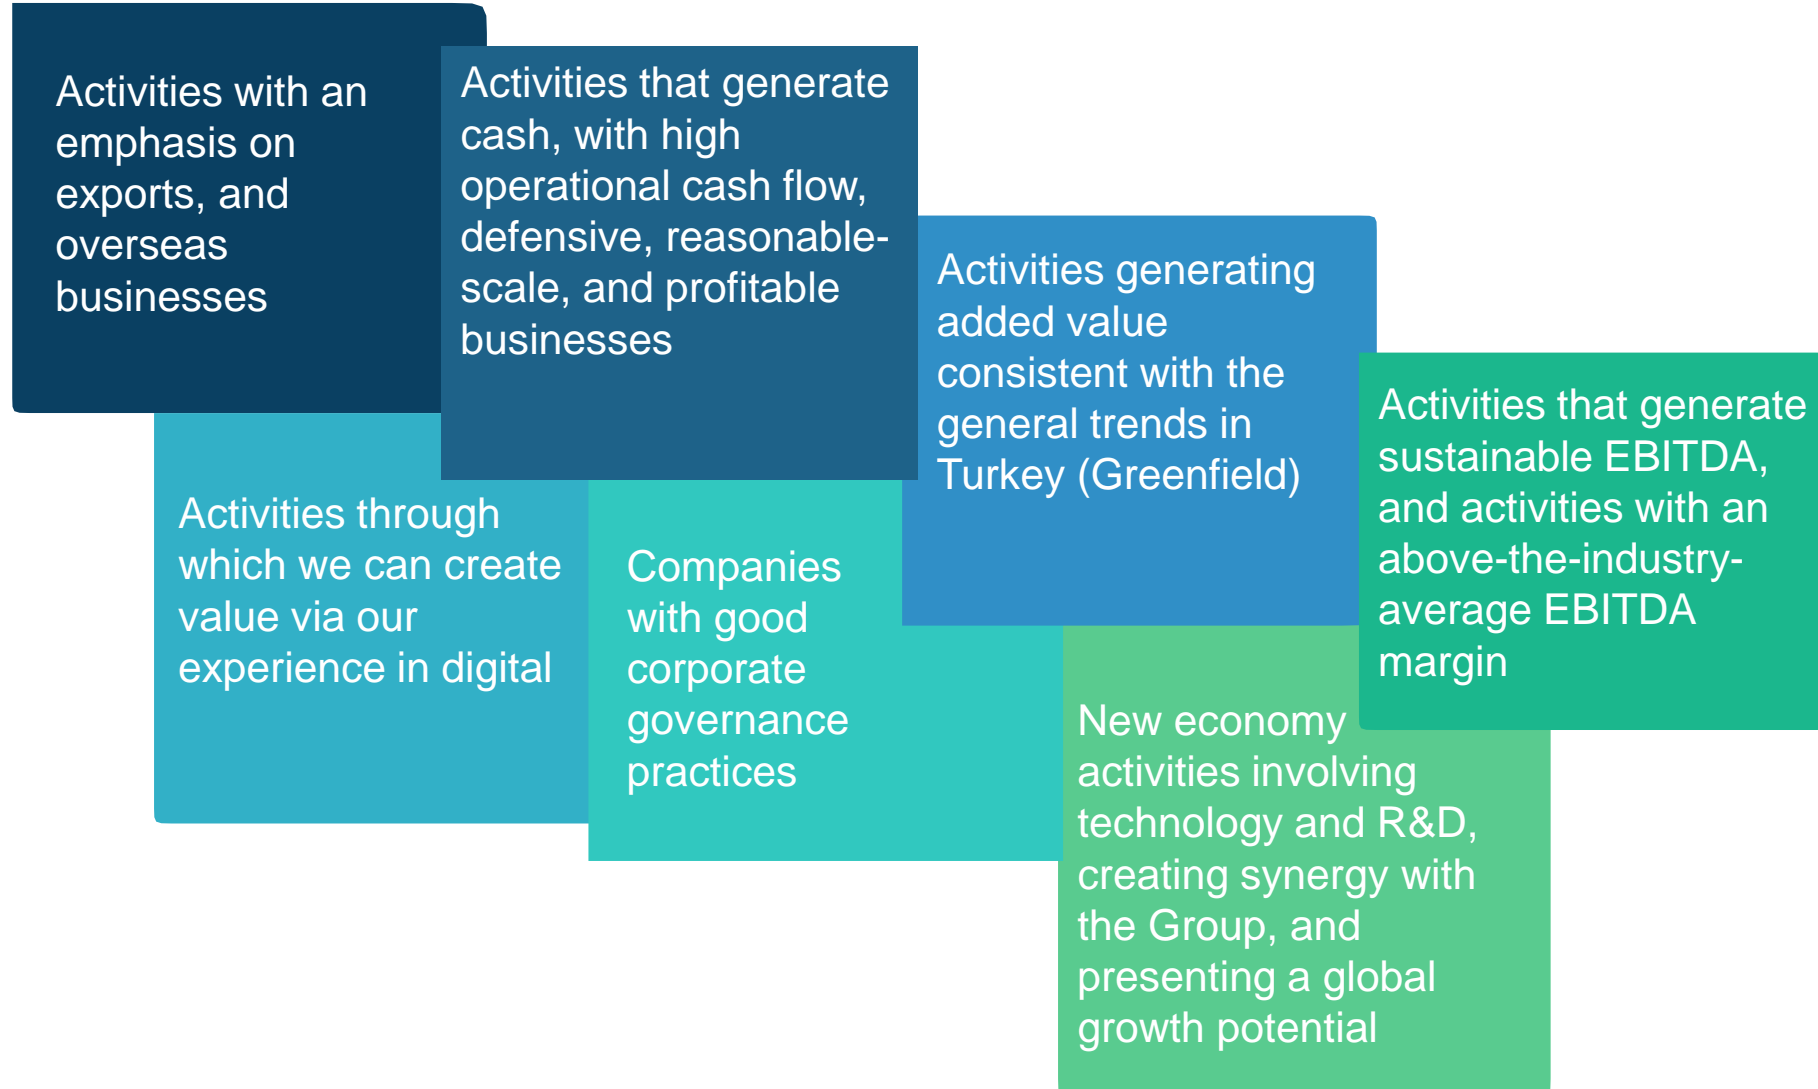 Activities with an
emphasis on
exports, and
overseas
businesses
Activities that generate
cash, with high
operational cash flow,
defensive, reasonable-
scale, and profitable
businesses
Activities generating
added value
consistent with the
general trends in
Turkey (Greenfield)
Activities that generate
sustainable EBITDA,
and activities with an
above-the-industry-
average EBITDA
margin
Activities through
which we can create
value via our
experience in digital
Companies
with good
corporate
governance
practices
New economy
activities involving
technology and R&D,
creating synergy with
the Group, and
presenting a global
growth potential